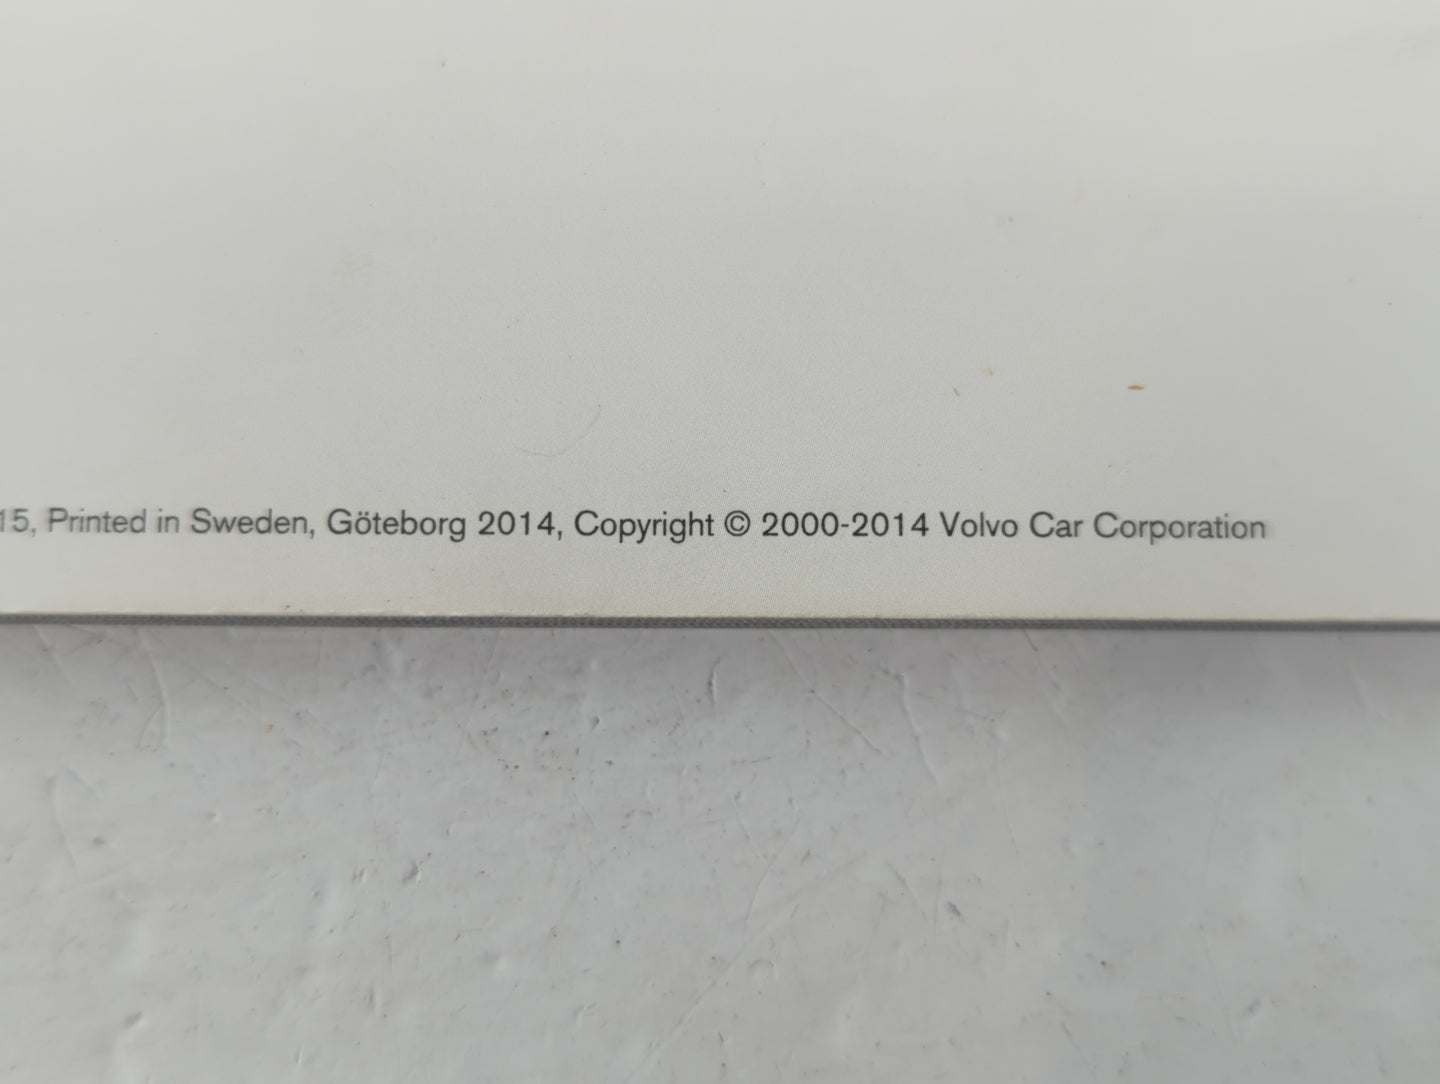 15, Printed in Sweden, Göteborg 2014, Copyright © 2000-2014 Volvo Car Corporation